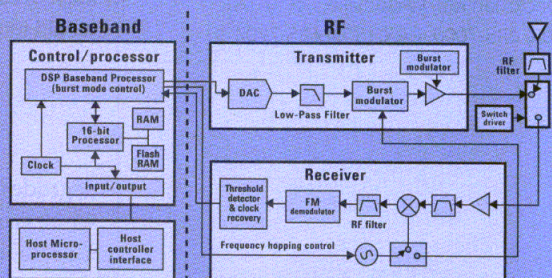 Baseband
RF
Control/processor
DSP Baseband Processor
(burst mode control)
16-bit
Processor
RAM
Flash
RAM
Clock
Input/output
Host Micro-
processor
Host
controller
interface
Transmitter
DAC
Low-Pass Filter
Burst
modulator
Burst
modulator
RF
filter
Switch
driver
Receiver
Threshold
detector
& clock
recovery
FM
demodulator
RF filter
Frequency hopping control